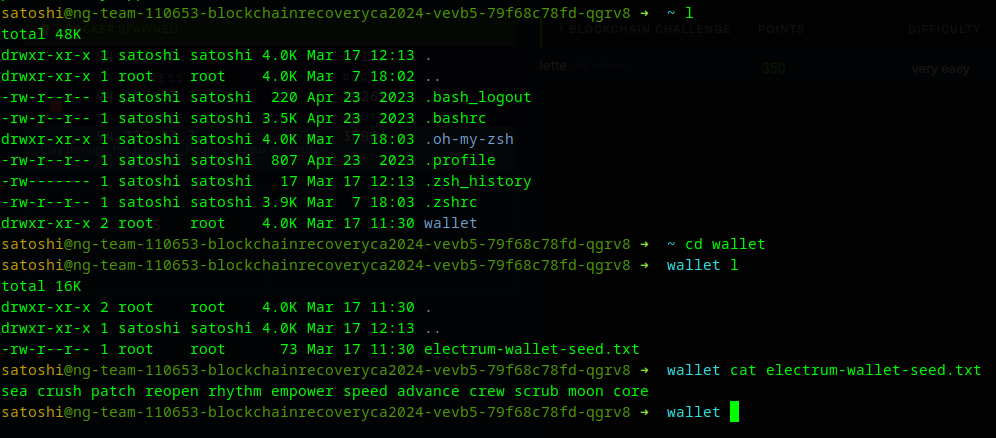 satoshi@ng-team-110653-blockchainrecoveryca2024-vevb5-79f68c78fd-qgrv8 → ~ l
total 48K
drwxr-xr-x 1 satoshi satoshi 4.0K Mar 17 12:13 .
drwxr-xr-x 1 root    root    4.0K Mar  7 18:02 ..
-rw-r--r-- 1 satoshi satoshi  220 Apr 23  2023 .bash_logout
-rw-r--r-- 1 satoshi satoshi 3.5K Apr 23  2023 .bashrc
drwxr-xr-x 1 satoshi satoshi 4.0K Mar  7 18:03 .oh-my-zsh
-rw-r--r-- 1 satoshi satoshi  807 Apr 23  2023 .profile
-rw------- 1 satoshi satoshi   17 Mar 17 12:13 .zsh_history
-rw-r--r-- 1 satoshi satoshi 3.9K Mar  7 18:03 .zshrc
drwxr-xr-x 2 root    root    4.0K Mar 17 11:30 wallet
satoshi@ng-team-110653-blockchainrecoveryca2024-vevb5-79f68c78fd-qgrv8 → ~ cd wallet
satoshi@ng-team-110653-blockchainrecoveryca2024-vevb5-79f68c78fd-qgrv8 → wallet l
total 16K
drwxr-xr-x 2 root    root    4.0K Mar 17 11:30 .
drwxr-xr-x 1 satoshi satoshi 4.0K Mar 17 12:13 ..
-rw-r--r-- 1 root    root      73 Mar 17 11:30 electrum-wallet-seed.txt
satoshi@ng-team-110653-blockchainrecoveryca2024-vevb5-79f68c78fd-qgrv8 → wallet cat electrum-wallet-seed.txt
sea crush patch reopen rhythm empower speed advance crew scrub moon core
satoshi@ng-team-110653-blockchainrecoveryca2024-vevb5-79f68c78fd-qgrv8 → wallet
1 BLOCKCHAIN CHALLENGE POINTS DIFFICULTY
350 very easy